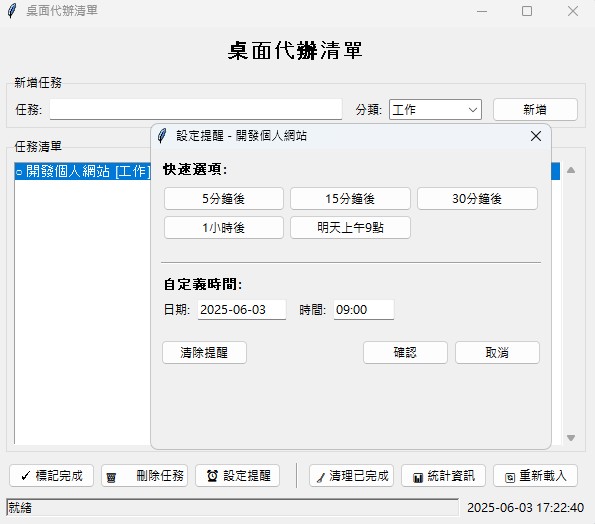 桌面代辦清單
桌面代辦清單
新增任務
任務: 分類: 工作 新增
任務清單
○ 開發個人網站 [工作]
設定提醒 - 開發個人網站
快速選項:
5分鐘後 15分鐘後 30分鐘後
1小時後 明天上午9點
自定義時間:
日期: 2025-06-03 時間: 09:00
清除提醒 確認 取消
✓ 標記完成 🗑 刪除任務 ⏰ 設定提醒 🧹 清理已完成 📊 統計資訊 🔄 重新載入
就緒 2025-06-03 17:22:40